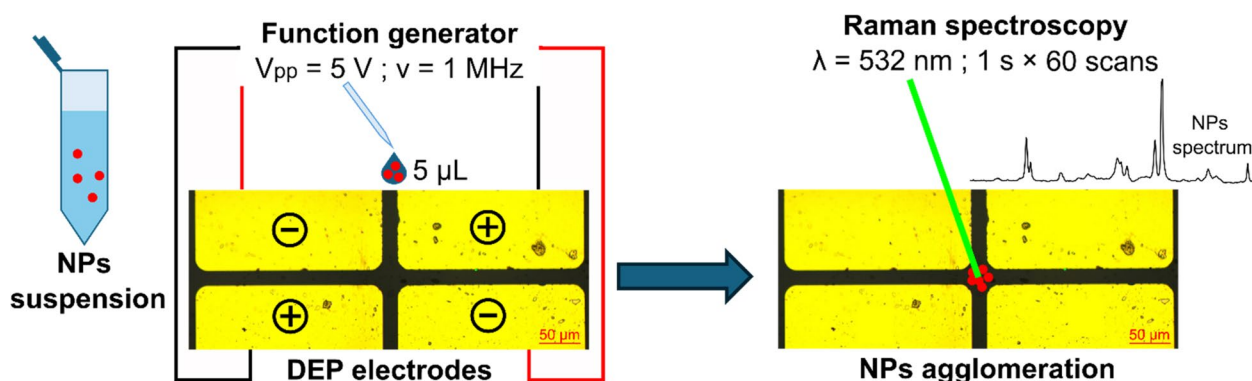 Function generator
Vpp = 5 V ; ν = 1 MHz
5 µL
NPs
suspension
−
+
+
−
50 µm
DEP electrodes
Raman spectroscopy
λ = 532 nm ; 1 s × 60 scans
NPs
spectrum
50 µm
NPs agglomeration